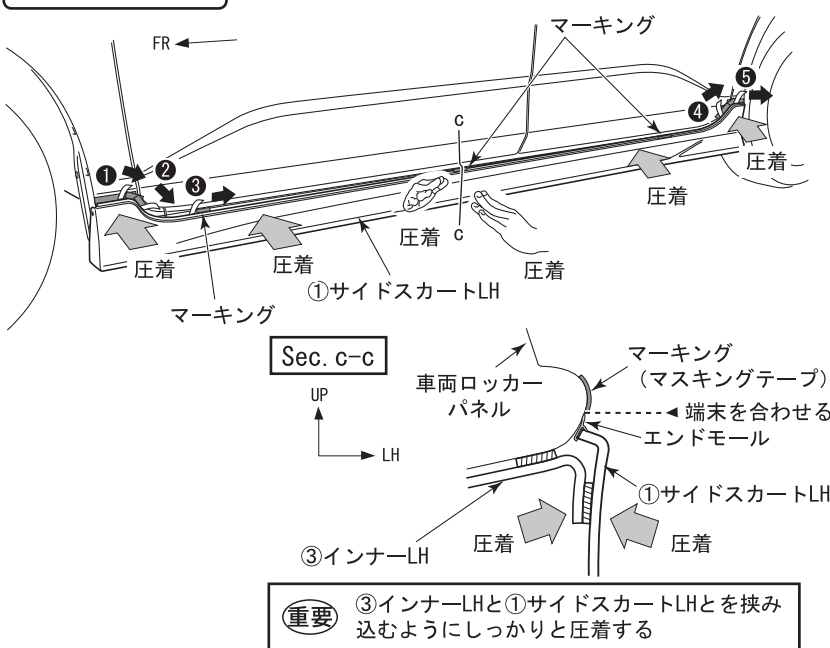 マーキング
FR
❶
❷
❸
❹
❺
c
c
圧着
圧着
圧着
圧着
圧着
圧着
マーキング
①サイドスカートLH
Sec. c-c
UP
LH
車両ロッカー
パネル
マーキング
（マスキングテープ）
端末を合わせる
エンドモール
①サイドスカートLH
圧着
圧着
③インナーLH
重要
③インナーLHと①サイドスカートLHとを挟み
込むようにしっかりと圧着する